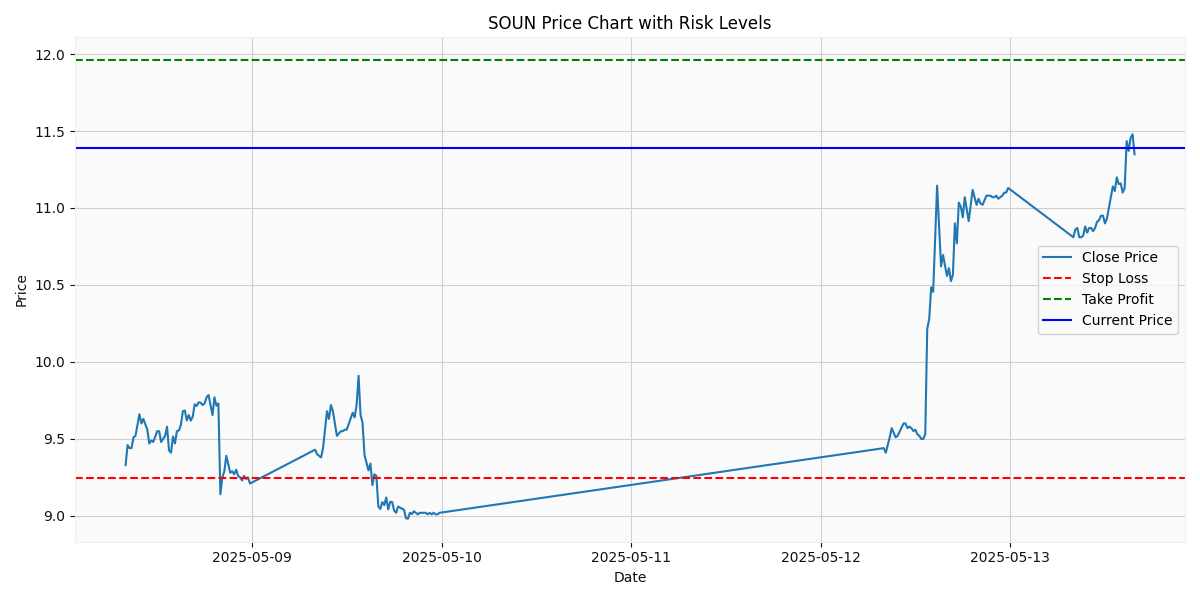 SOUN Price Chart with Risk Levels
12.0
11.5
11.0
10.5
10.0
9.5
9.0
Price
Close Price
Stop Loss
Take Profit
Current Price
2025-05-09
2025-05-10
2025-05-11
2025-05-12
2025-05-13
Date